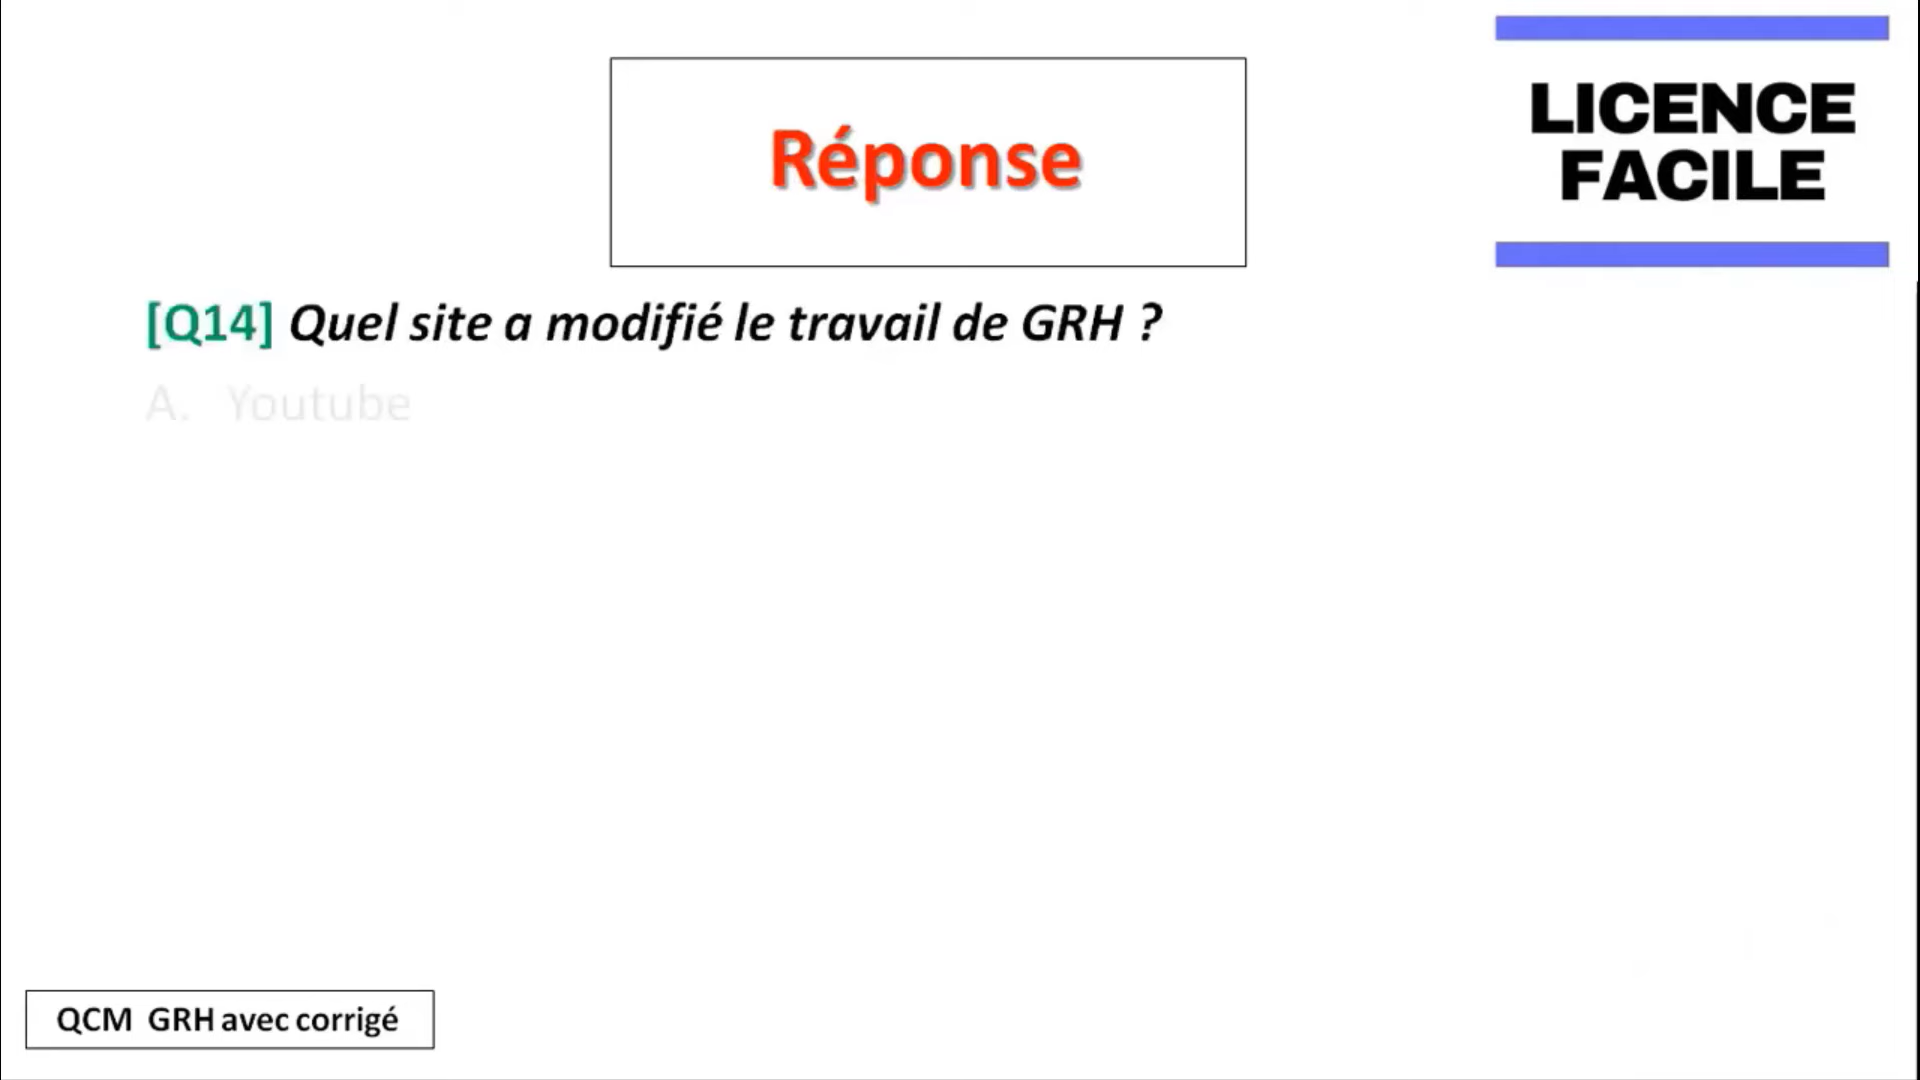 Réponse
LICENCE
FACILE
[Q14] Quel site a modifié le travail de GRH ?
A. Youtube
QCM GRH avec corrigé